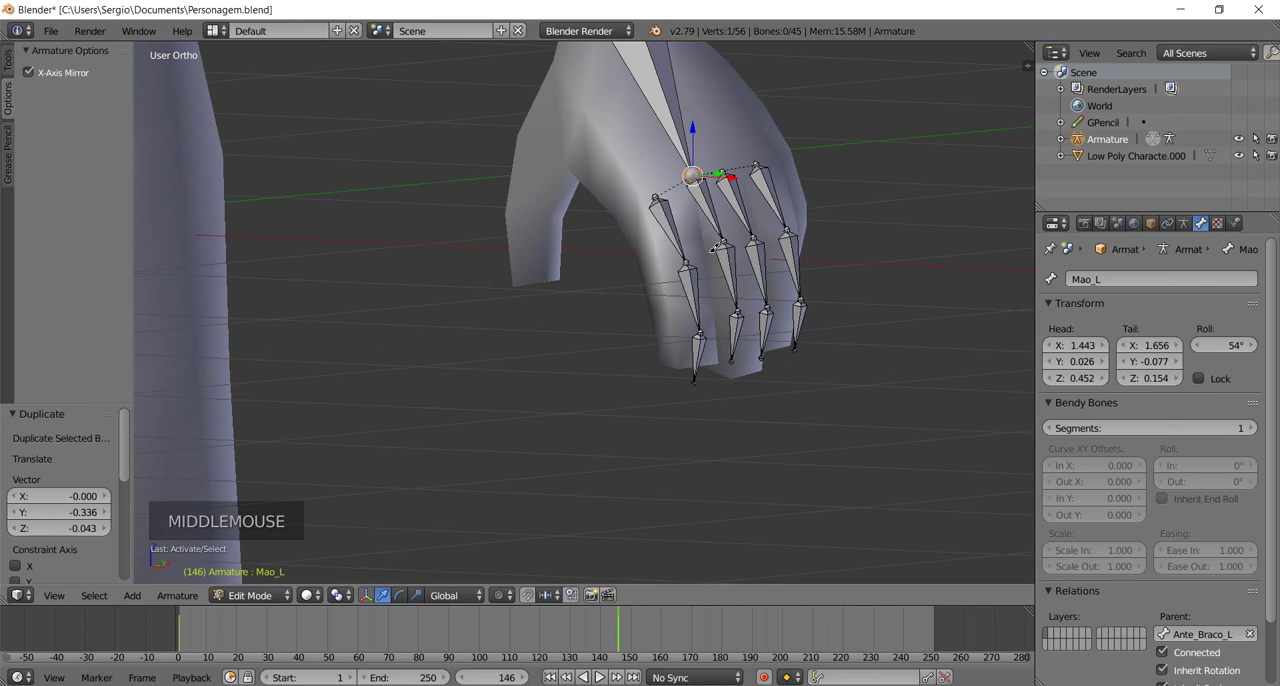 Blender* [C:\Users\Sergio\Documents\Personagem.blend]
File Render Window Help Default Scene Blender Render v2.79 | Verts:1/56 | Bones:0/45 | Mem:15.58M | Armature
Tools
Options
Grease Pencil
Armature Options
X-Axis Mirror
User Ortho
View Search All Scenes
Scene
RenderLayers
World
GPencil
Armature
Low Poly Characte.000
Armat Armat Mao
Mao_L
Transform
Head: Tail: Roll:
X: 1.443 X: 1.656 54°
Y: 0.026 Y: -0.077
Z: 0.452 Z: 0.154 Lock
Bendy Bones
Segments: 1
Curve XY Offsets: Roll:
In X: 0.000 In: 0°
Out X: 0.000 Out: 0°
In Y: 0.000 Inherit End Roll
Out Y: 0.000
Scale: Easing:
Scale In: 1.000 Ease In: 1.000
Scale Out: 1.000 Ease Out: 1.000
Relations
Layers: Parent:
Ante_Braco_L
Connected
Inherit Rotation
Duplicate
Duplicate Selected B...
Translate
Vector
X: -0.000
Y: -0.336
Z: -0.043
Constraint Axis
X
MIDDLEMOUSE
Last: Activate/Select
(146) Armature : Mao_L
View Select Add Armature Edit Mode Global
-50 -40 -30 -20 -10 0 10 20 30 40 50 60 70 80 90 100 110 120 130 140 150 160 170 180 190 200 210 220 230 240 250 260 270 280
View Marker Frame Playback Start: 1 End: 250 146 No Sync